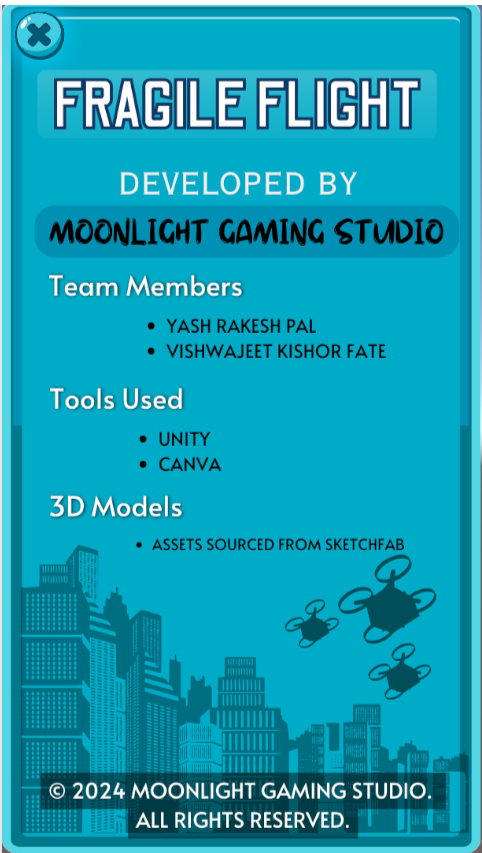 FRAGILE FLIGHT
DEVELOPED BY
MOONLIGHT GAMING STUDIO
Team Members
• YASH RAKESH PAL
• VISHWAJEET KISHOR FATE
Tools Used
• UNITY
• CANVA
3D Models
• ASSETS SOURCED FROM SKETCHFAB
© 2024 MOONLIGHT GAMING STUDIO.
ALL RIGHTS RESERVED.